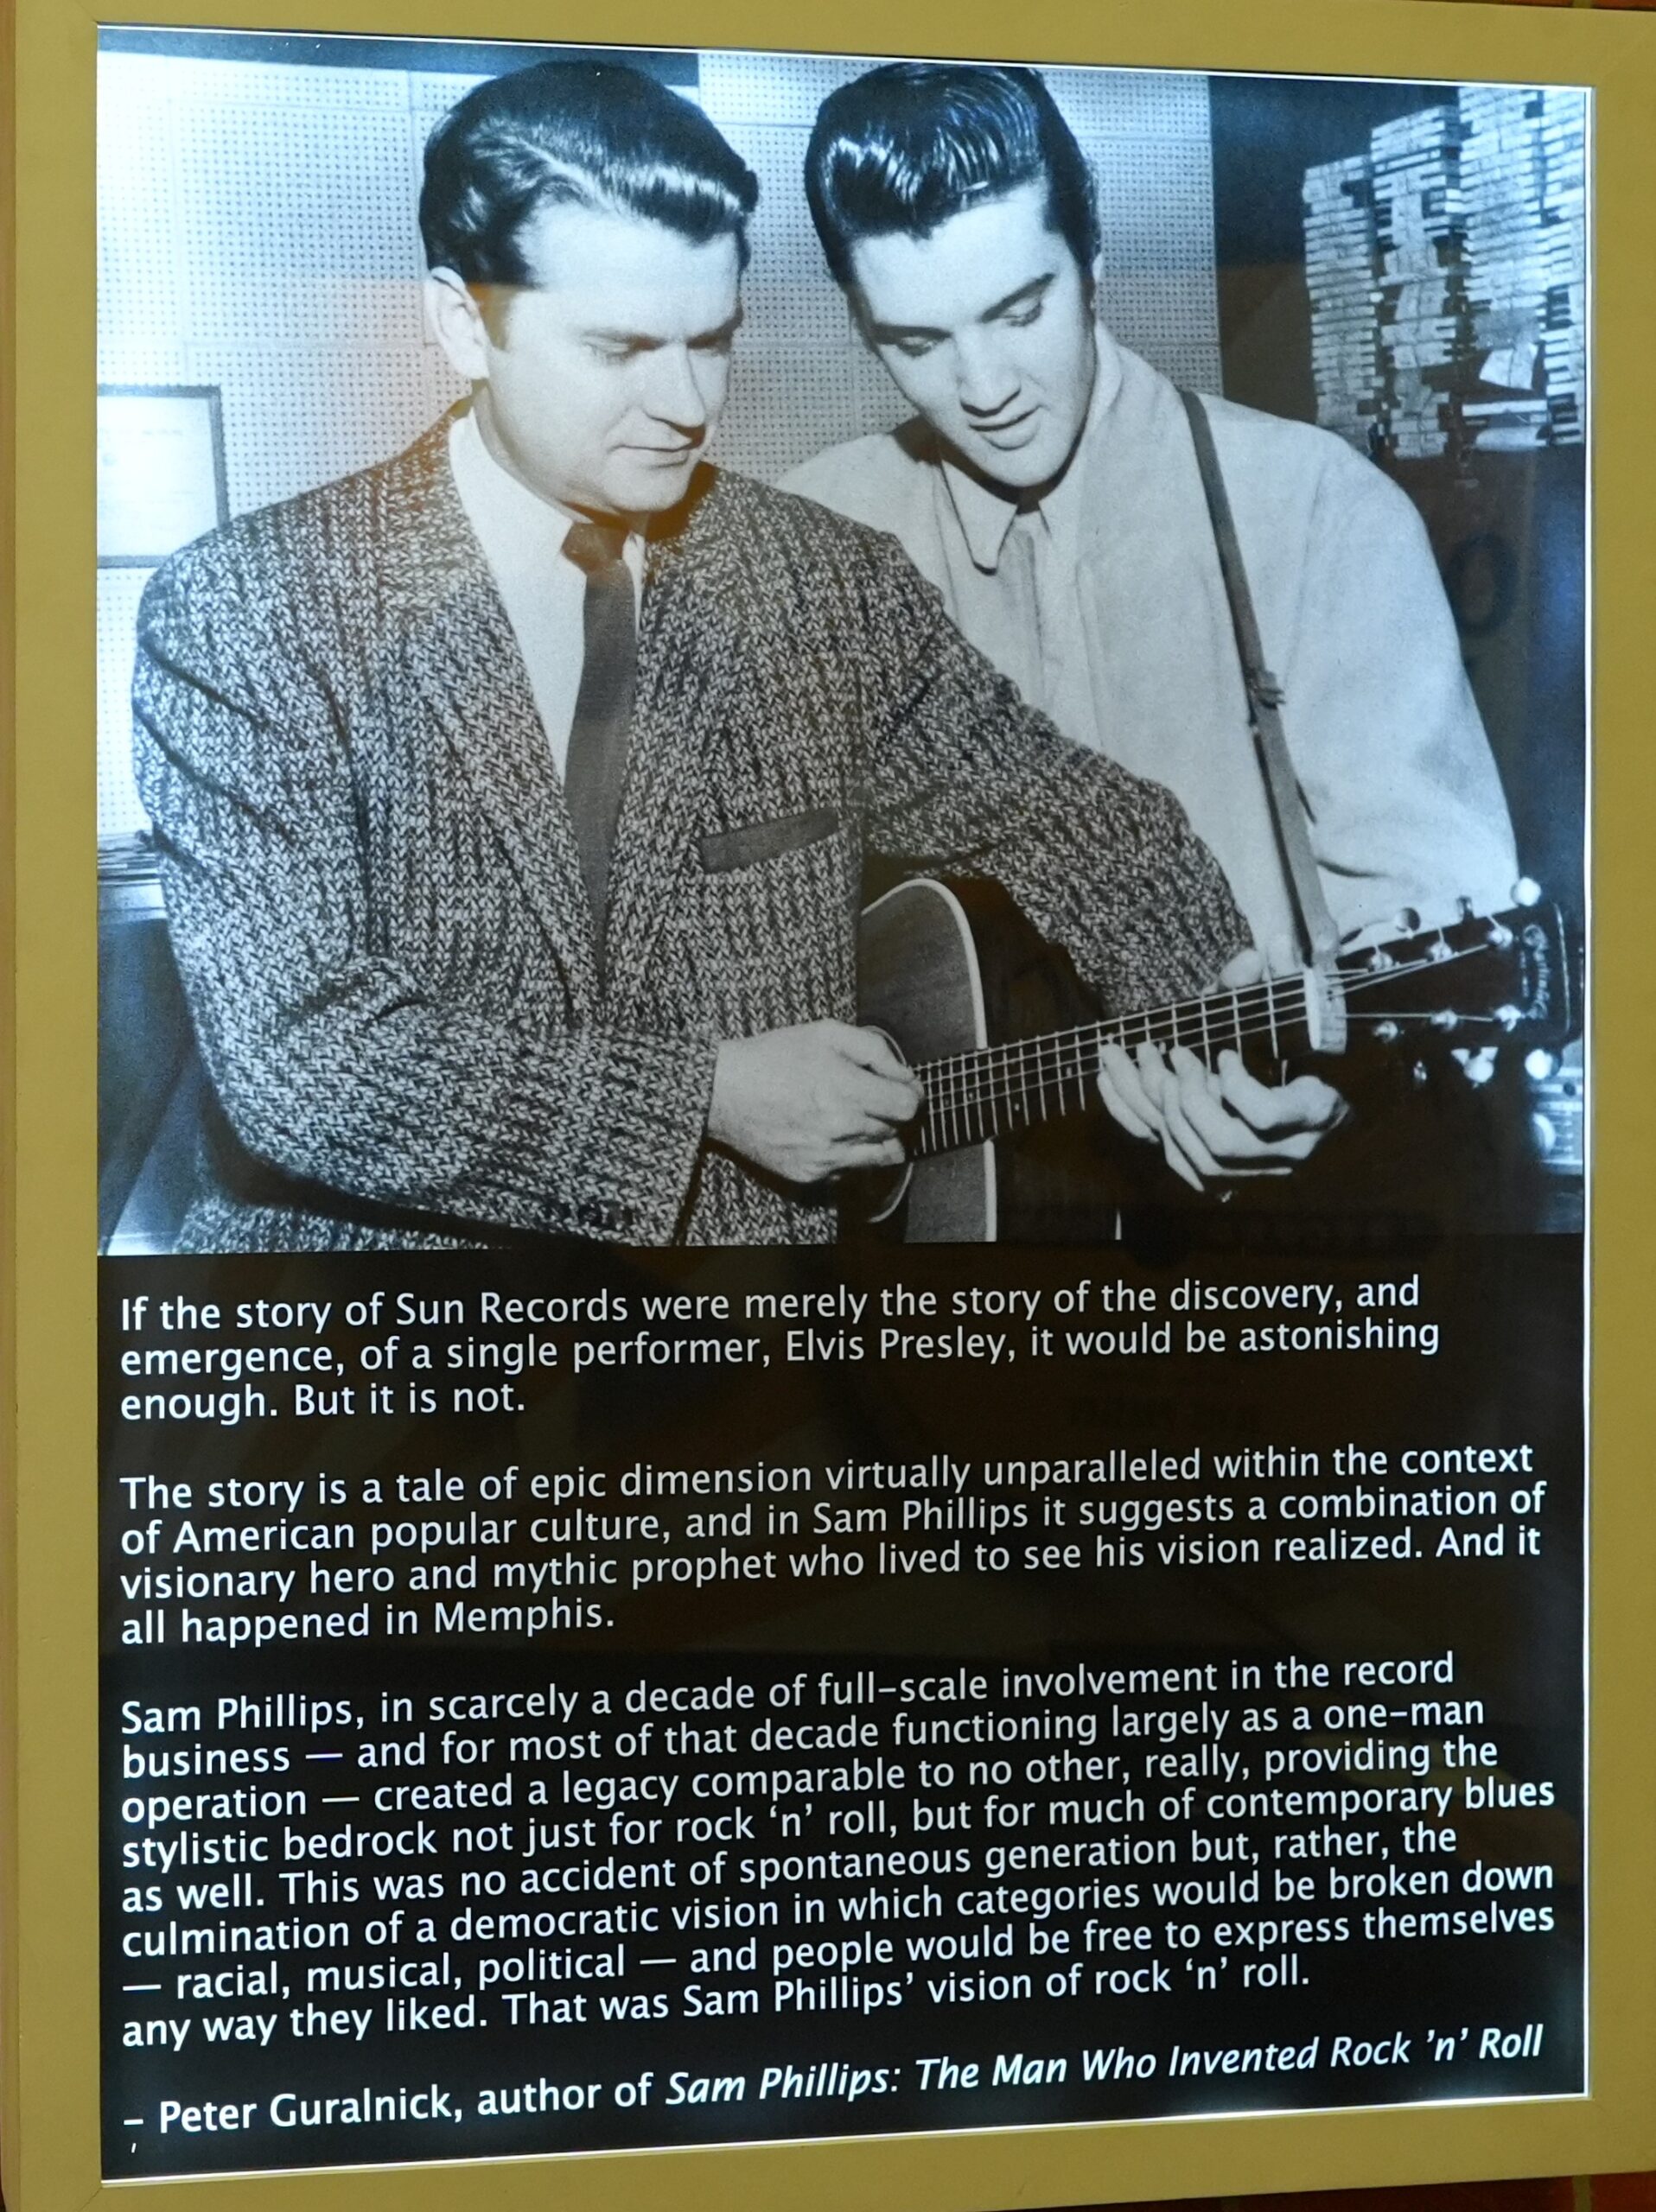 If the story of Sun Records were merely the story of the discovery, and
emergence, of a single performer, Elvis Presley, it would be astonishing
enough. But it is not.
The story is a tale of epic dimension virtually unparalleled within the context
of American popular culture, and in Sam Phillips it suggests a combination of
visionary hero and mythic prophet who lived to see his vision realized. And it
all happened in Memphis.
Sam Phillips, in scarcely a decade of full-scale involvement in the record
business — and for most of that decade functioning largely as a one-man
operation — created a legacy comparable to no other, really, providing the
stylistic bedrock not just for rock ‘n’ roll, but for much of contemporary blues
as well. This was no accident of spontaneous generation but, rather, the
culmination of a democratic vision in which categories would be broken down
— racial, musical, political — and people would be free to express themselves
any way they liked. That was Sam Phillips’ vision of rock ‘n’ roll.
– Peter Guralnick, author of Sam Phillips: The Man Who Invented Rock ’n’ Roll